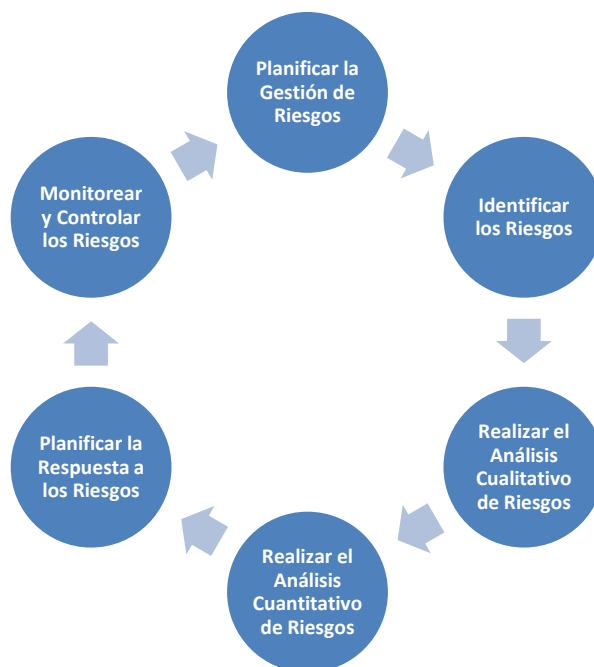 Planificar la
Gestión de
Riesgos
Identificar
los Riesgos
Realizar el
Análisis
Cualitativo
de Riesgos
Realizar el
Análisis
Cuantitativo
de Riesgos
Planificar la
Respuesta a
los Riesgos
Monitorear
y Controlar
los Riesgos